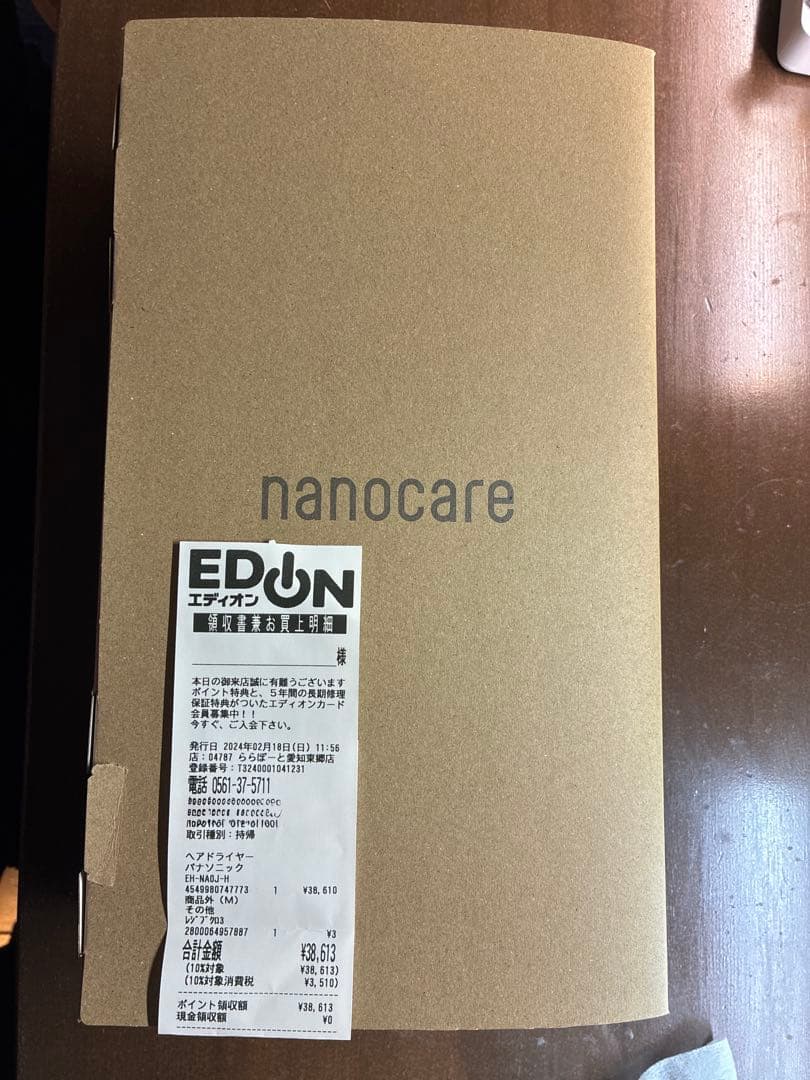 nanocare
EDION
エディオン
領収書兼お買上明細
様
本日の御来店誠に有難うございます
ポイント特典と、5年間の長期修理
保証特典がついたエディオンカード
会員募集中!!
今すぐ、ご入会下さい。
発行日 2024年02月18日(日) 11:56
店:04787 ららぽーと愛知東郷店
登録番号:T3240001041231
電話 0561-37-5711
取引種別:持帰
ヘアドライヤー
パナソニック
EH-NA0J-H
4549980747773 1 ¥38,610
商品外(M)
その他
ﾚｼﾞﾌﾞｸﾛ3
2800064957887 1 ¥3
合計金額 ¥38,613
(10%対象 ¥38,613)
(10%対象消費税 ¥3,510)
ポイント領収額 ¥38,613
現金領収額 ¥0